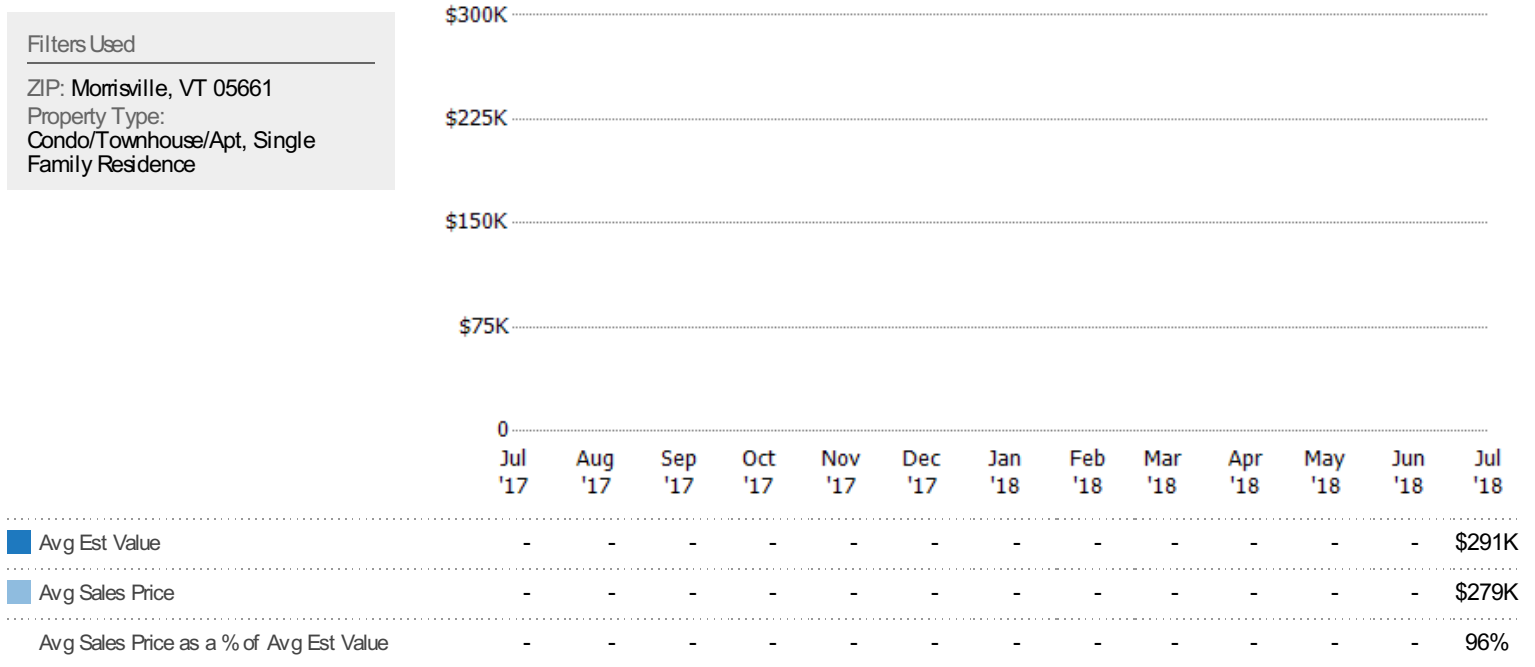 Filters Used
ZIP: Morrisville, VT 05661
Property Type:
Condo/Townhouse/Apt, Single
Family Residence
$300K
$225K
$150K
$75K
0
Jul Aug Sep Oct Nov Dec Jan Feb Mar Apr May Jun Jul
'17 '17 '17 '17 '17 '17 '18 '18 '18 '18 '18 '18 '18
Avg Est Value - - - - - - - - - - - - $291K
Avg Sales Price - - - - - - - - - - - - $279K
Avg Sales Price as a % of Avg Est Value - - - - - - - - - - - - 96%